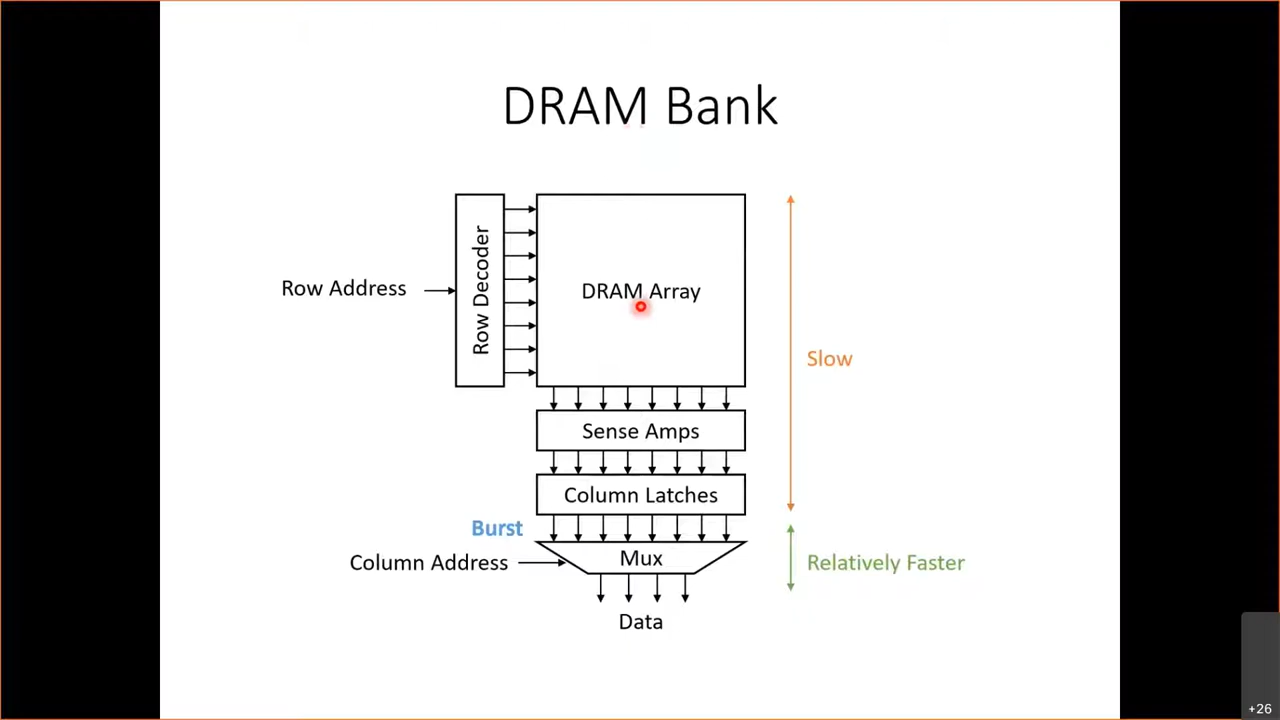 DRAM Bank
Row Address
Row Decoder
DRAM Array
Slow
Sense Amps
Column Latches
Burst
Column Address
Mux
Relatively Faster
Data
+26